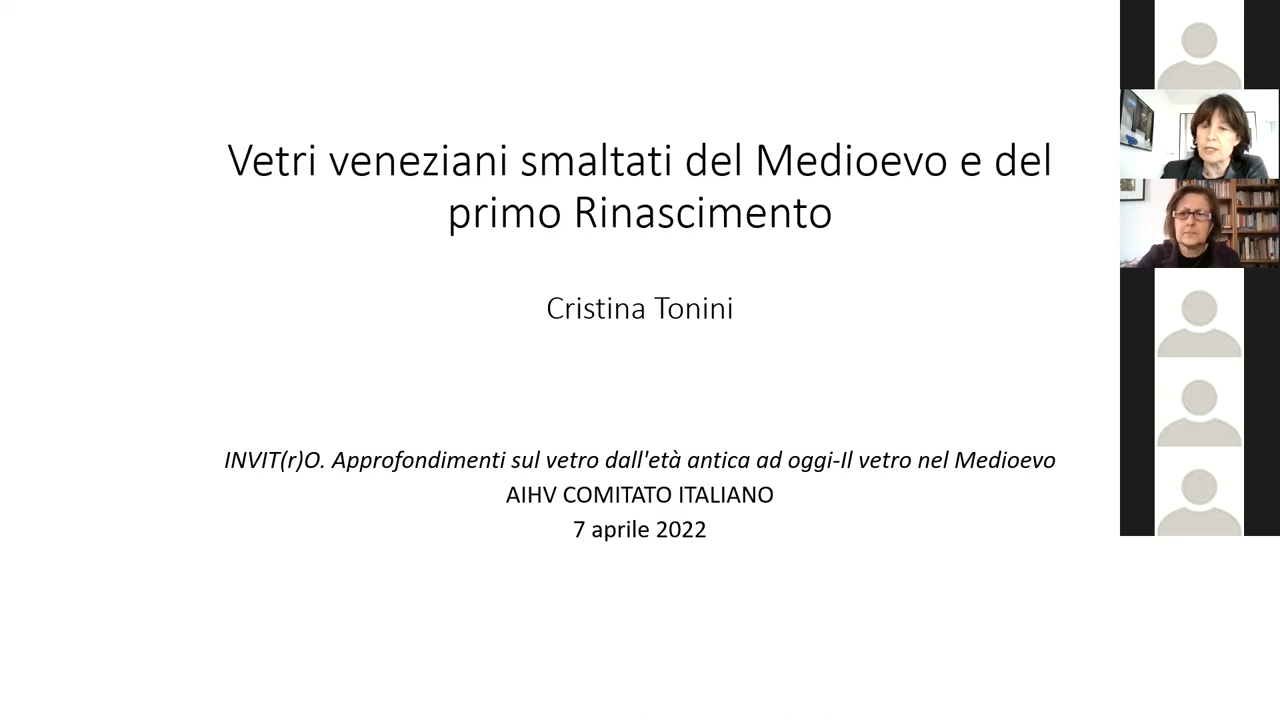 Vetri veneziani smaltati del Medioevo e del
primo Rinascimento
Cristina Tonini
INVIT(r)O. Approfondimenti sul vetro dall'età antica ad oggi-Il vetro nel Medioevo
AIHV COMITATO ITALIANO
7 aprile 2022